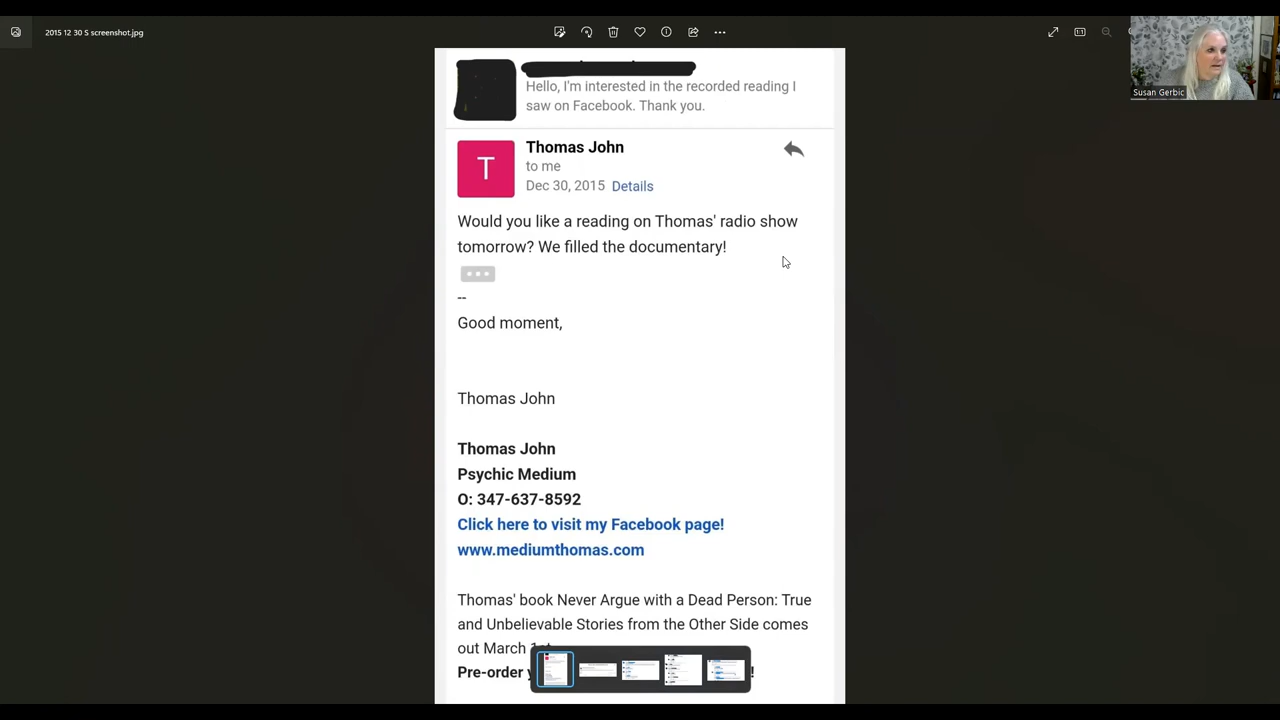 2015 12 30 S screenshot.jpg
Susan Gerbic
Hello, I'm interested in the recorded reading I
saw on Facebook. Thank you.
T
Thomas John
to me
Dec 30, 2015 Details
Would you like a reading on Thomas' radio show
tomorrow? We filled the documentary!
--
Good moment,
Thomas John
Thomas John
Psychic Medium
O: 347-637-8592
Click here to visit my Facebook page!
www.mediumthomas.com
Thomas' book Never Argue with a Dead Person: True
and Unbelievable Stories from the Other Side comes
out March
Pre-order